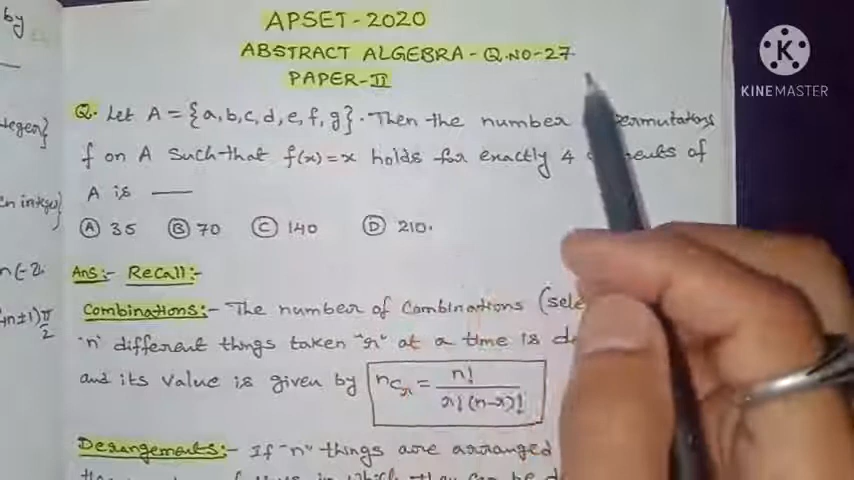 by
APSET-2020
ABSTRACT ALGEBRA - Q.NO-27
PAPER-II
K
KINEMASTER
Q. Let A = {a,b,c,d,e,f,g}. Then the number
f on A such that f(x)=x holds for exactly 4 of
A is
Ⓐ 35 Ⓑ 70 Ⓒ 140 Ⓓ 210.
Ans:- Recall:-
Combinations:- The number of Combinations
'n' different things taken "r" at a time is
and its value is given by nCr = n! / r!(n-r)!
Derangements:- If "n" things are arranged